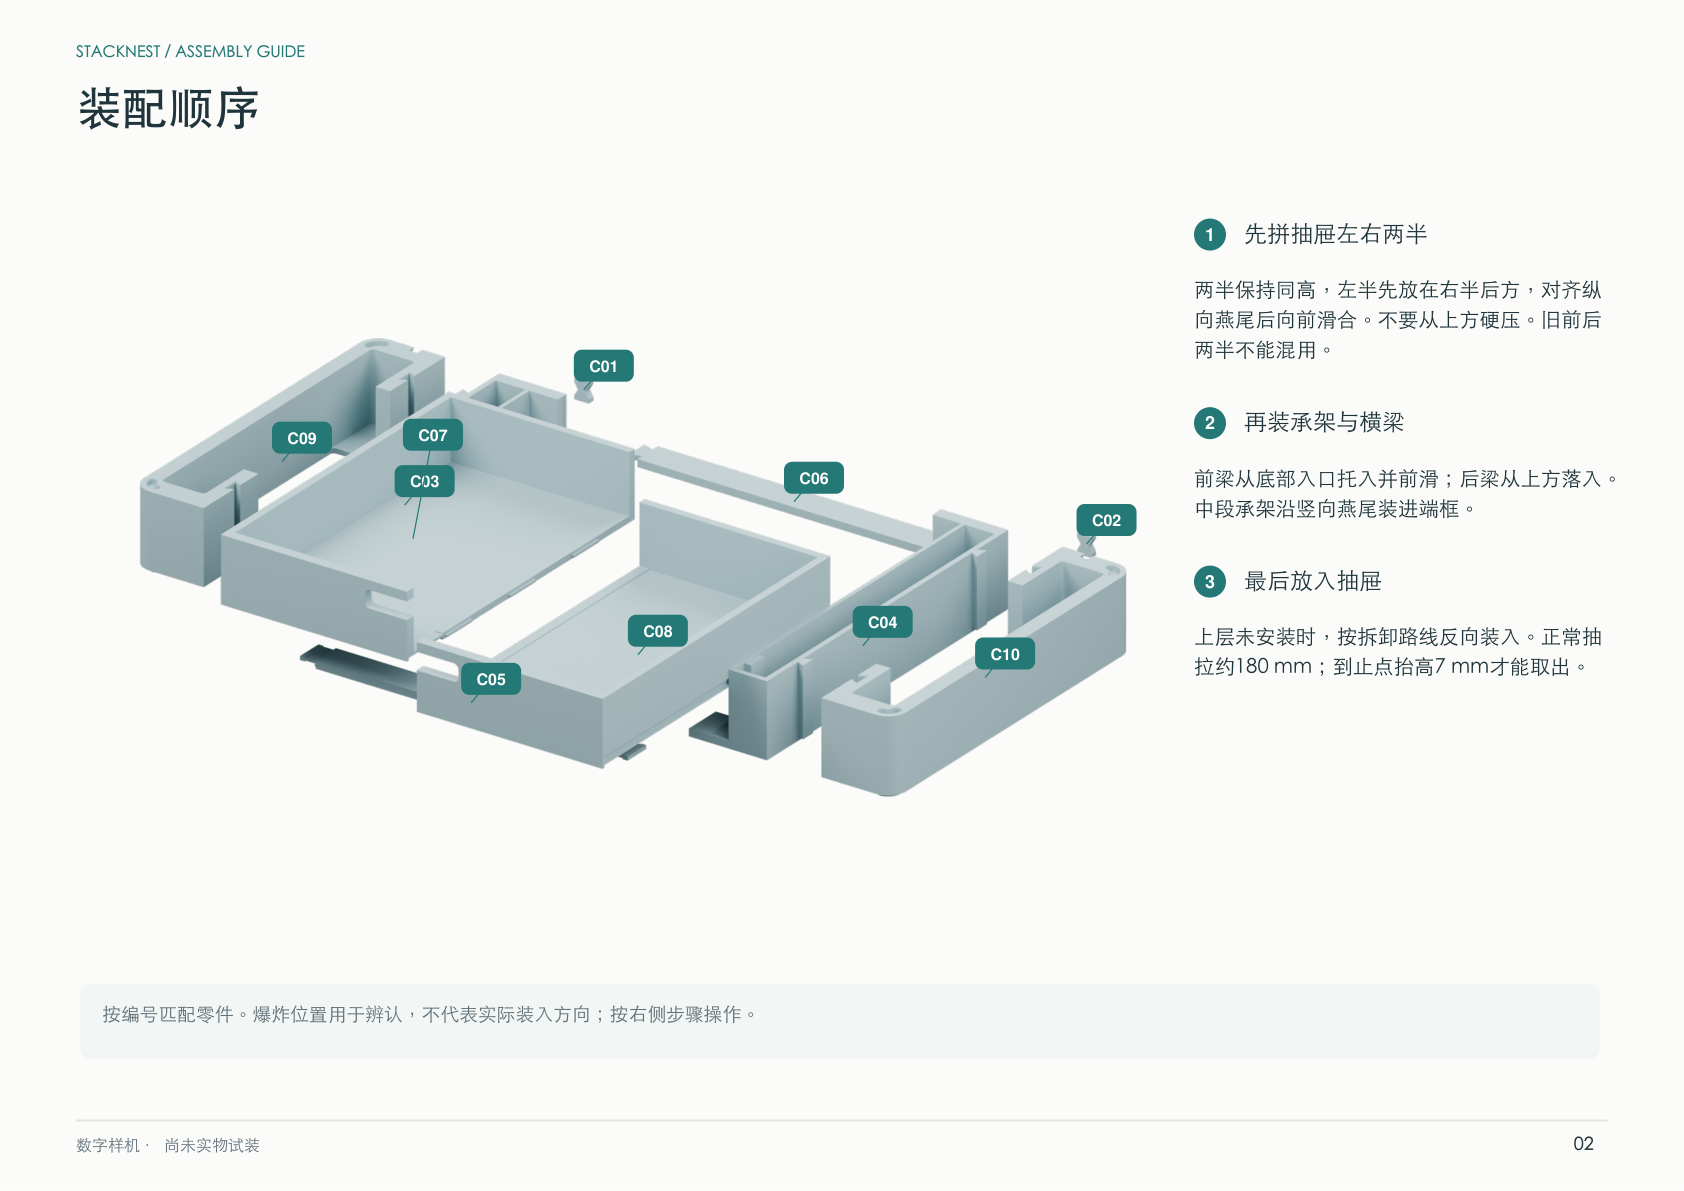 STACKNEST / ASSEMBLY GUIDE
装配顺序
C01
C09
C07
C03
C06
C02
C08
C04
C10
C05
1 先拼抽屉左右两半
两半保持同高，左半先放在右半后方，对齐纵
向燕尾后向前滑合。不要从上方硬压。旧前后
两半不能混用。
2 再装承架与横梁
前梁从底部入口托入并前滑；后梁从上方落入。
中段承架沿竖向燕尾装进端框。
3 最后放入抽屉
上层未安装时，按拆卸路线反向装入。正常抽
拉约180 mm；到止点抬高7 mm才能取出。
按编号匹配零件。爆炸位置用于辨认，不代表实际装入方向；按右侧步骤操作。
数字样机 · 尚未实物试装
02